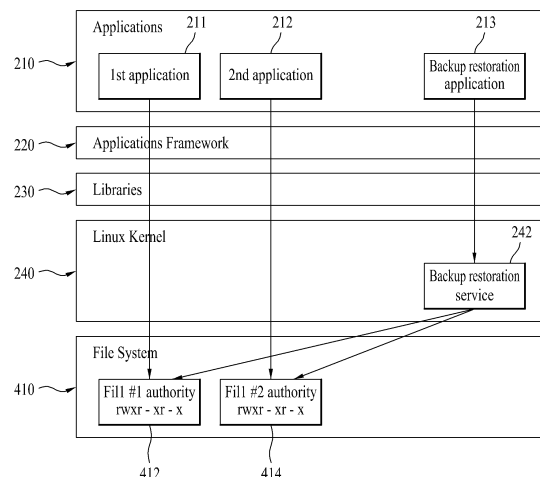 211
212
213
Applications
210
1st application
2nd application
Backup restoration
application
220
Applications Framework
230
Libraries
Linux Kernel
242
240
Backup restoration
service
File System
410
Fil1 #1 authority
rwxr - xr - x
Fil1 #2 authority
rwxr - xr - x
412
414